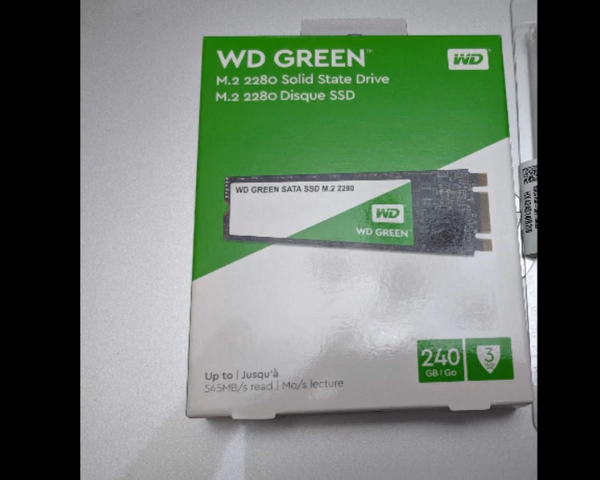 WD GREEN™
WD
M.2 2280 Solid State Drive
M.2 2280 Disque SSD
WD GREEN SATA SSD M.2 2280
WD
WD GREEN
240
GB | Go
3
Up to | Jusqu'à
545MB/s read | Mo/s lecture